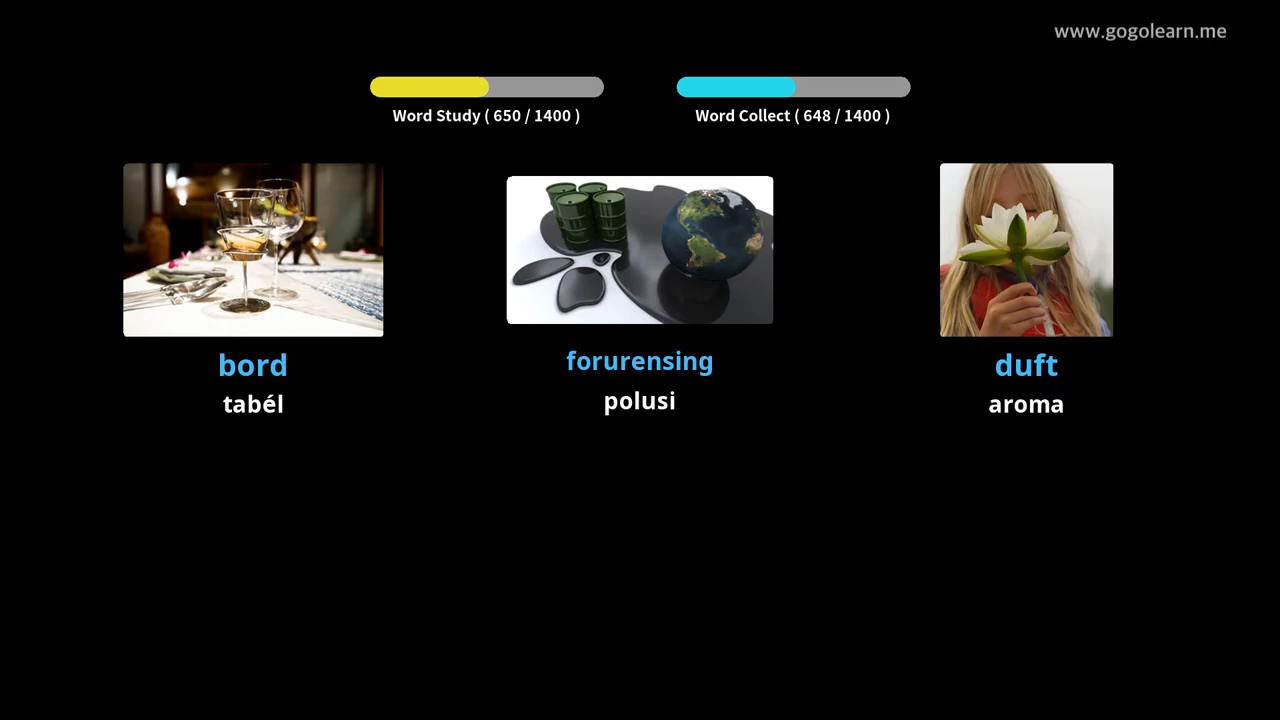 www.gogolearn.me
Word Study ( 650 / 1400 )
Word Collect ( 648 / 1400 )
bord
tabél
forurensing
polusi
duft
aroma